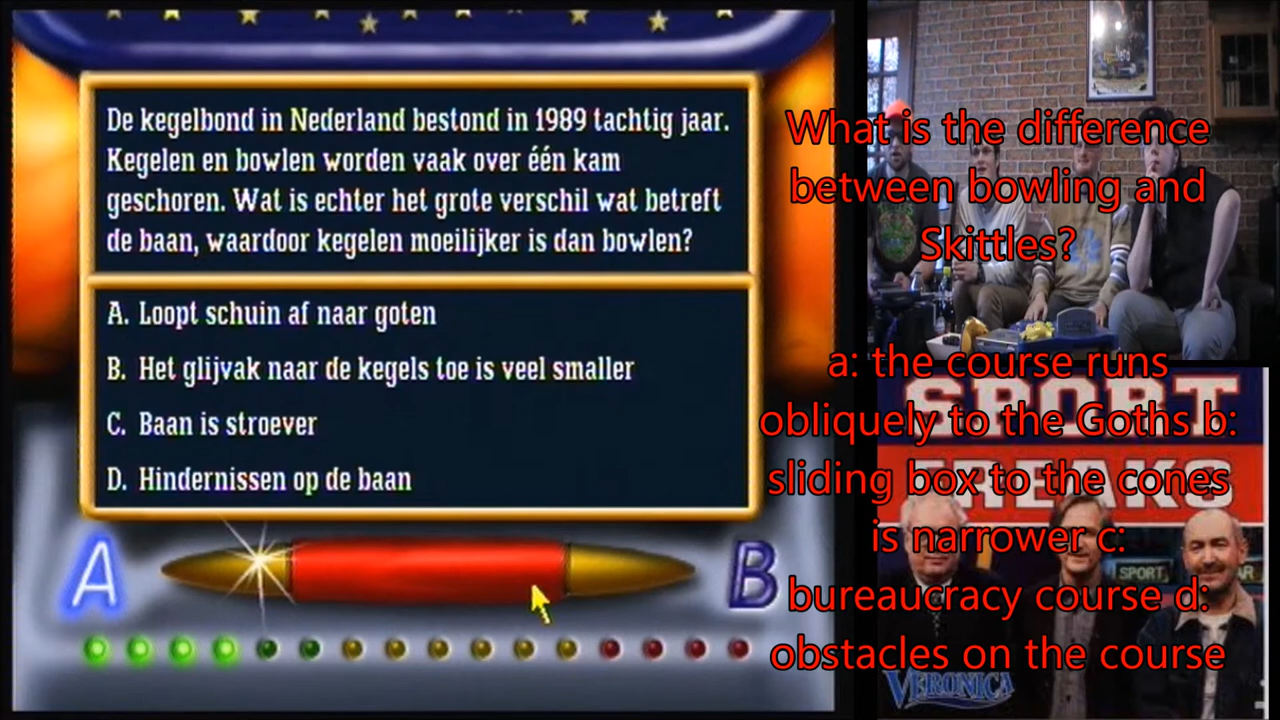 De kegelbond in Nederland bestond in 1989 tachtig jaar.
Kegelen en bowlen worden vaak over één kam
geschoren. Wat is echter het grote verschil wat betreft
de baan, waardoor kegelen moeilijker is dan bowlen?
A. Loopt schuin af naar goten
B. Het glijvak naar de kegels toe is veel smaller
C. Baan is stroever
D. Hindernissen op de baan
A
B
What is the difference
between bowling and
Skittles?
a: the course runs
obliquely to the Goths b:
sliding box to the cones
is narrower c:
bureaucracy course d:
obstacles on the course
SPORT
FREAKS
SPORT
VERONICA